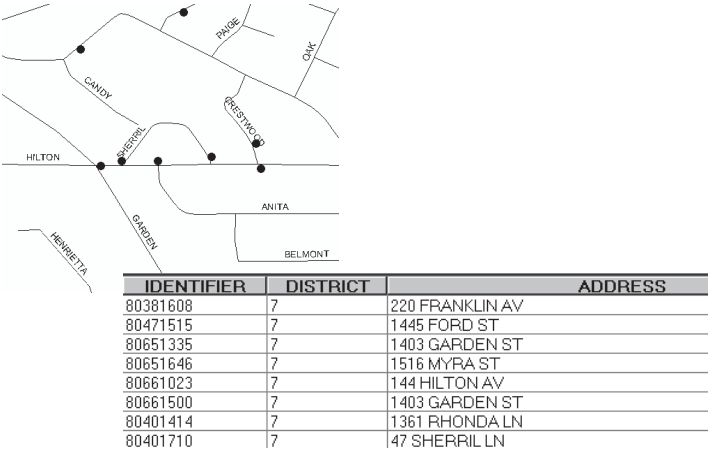 PAIGE
OAK
CANDY
CRESTWOOD
SHERRIL
HILTON
ANITA
GARDEN
HENRIETTA
BELMONT
IDENTIFIER DISTRICT ADDRESS
80381608 7 220 FRANKLIN AV
80471515 7 1445 FORD ST
80651335 7 1403 GARDEN ST
80651646 7 1516 MYRA ST
80661023 7 144 HILTON AV
80661500 7 1403 GARDEN ST
80401414 7 1361 RHONDA LN
80401710 7 47 SHERRIL LN